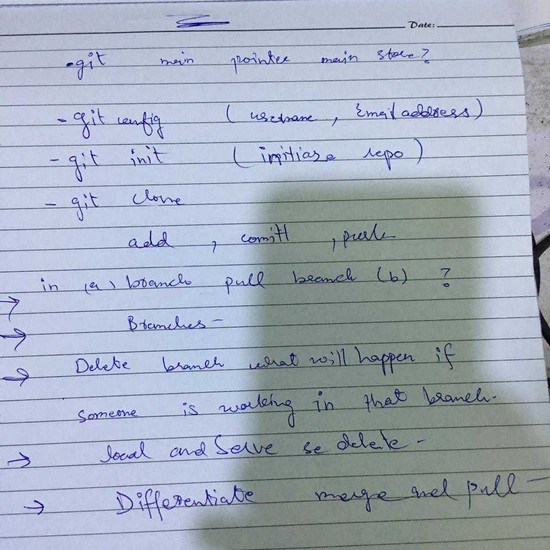 Date:
.git main pointer main store?
- git config (username, Email address)
- git init (initiase repo)
- git clone
add, comitt, push
in (a) branch pull branch (b) ?
→ Branches -
→ Delete branch what will happen if
someone is working in that branch.
→ local and Serve se delete -
→ Differentiate merge and pull -